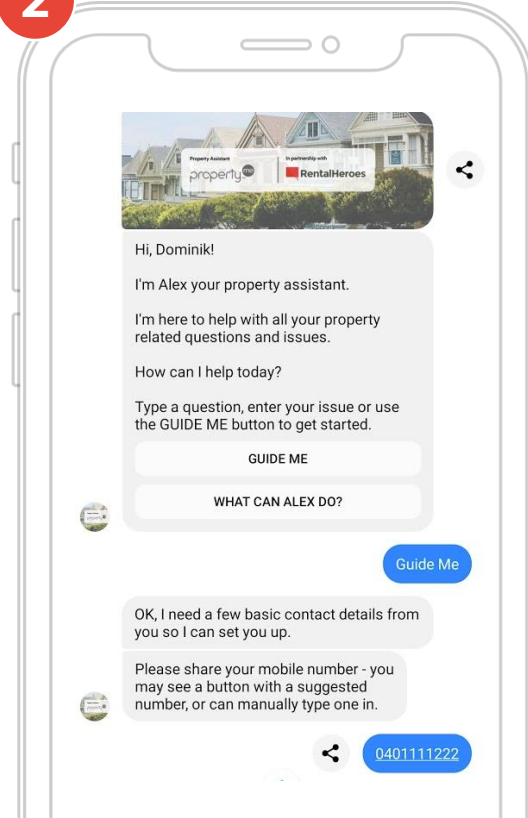 2
Property Assistant
In partnership with
property me
RentalHeroes
Hi, Dominik!
I'm Alex your property assistant.
I'm here to help with all your property
related questions and issues.
How can I help today?
Type a question, enter your issue or use
the GUIDE ME button to get started.
GUIDE ME
WHAT CAN ALEX DO?
Guide Me
OK, I need a few basic contact details from
you so I can set you up.
Please share your mobile number - you
may see a button with a suggested
number, or can manually type one in.
0401111222